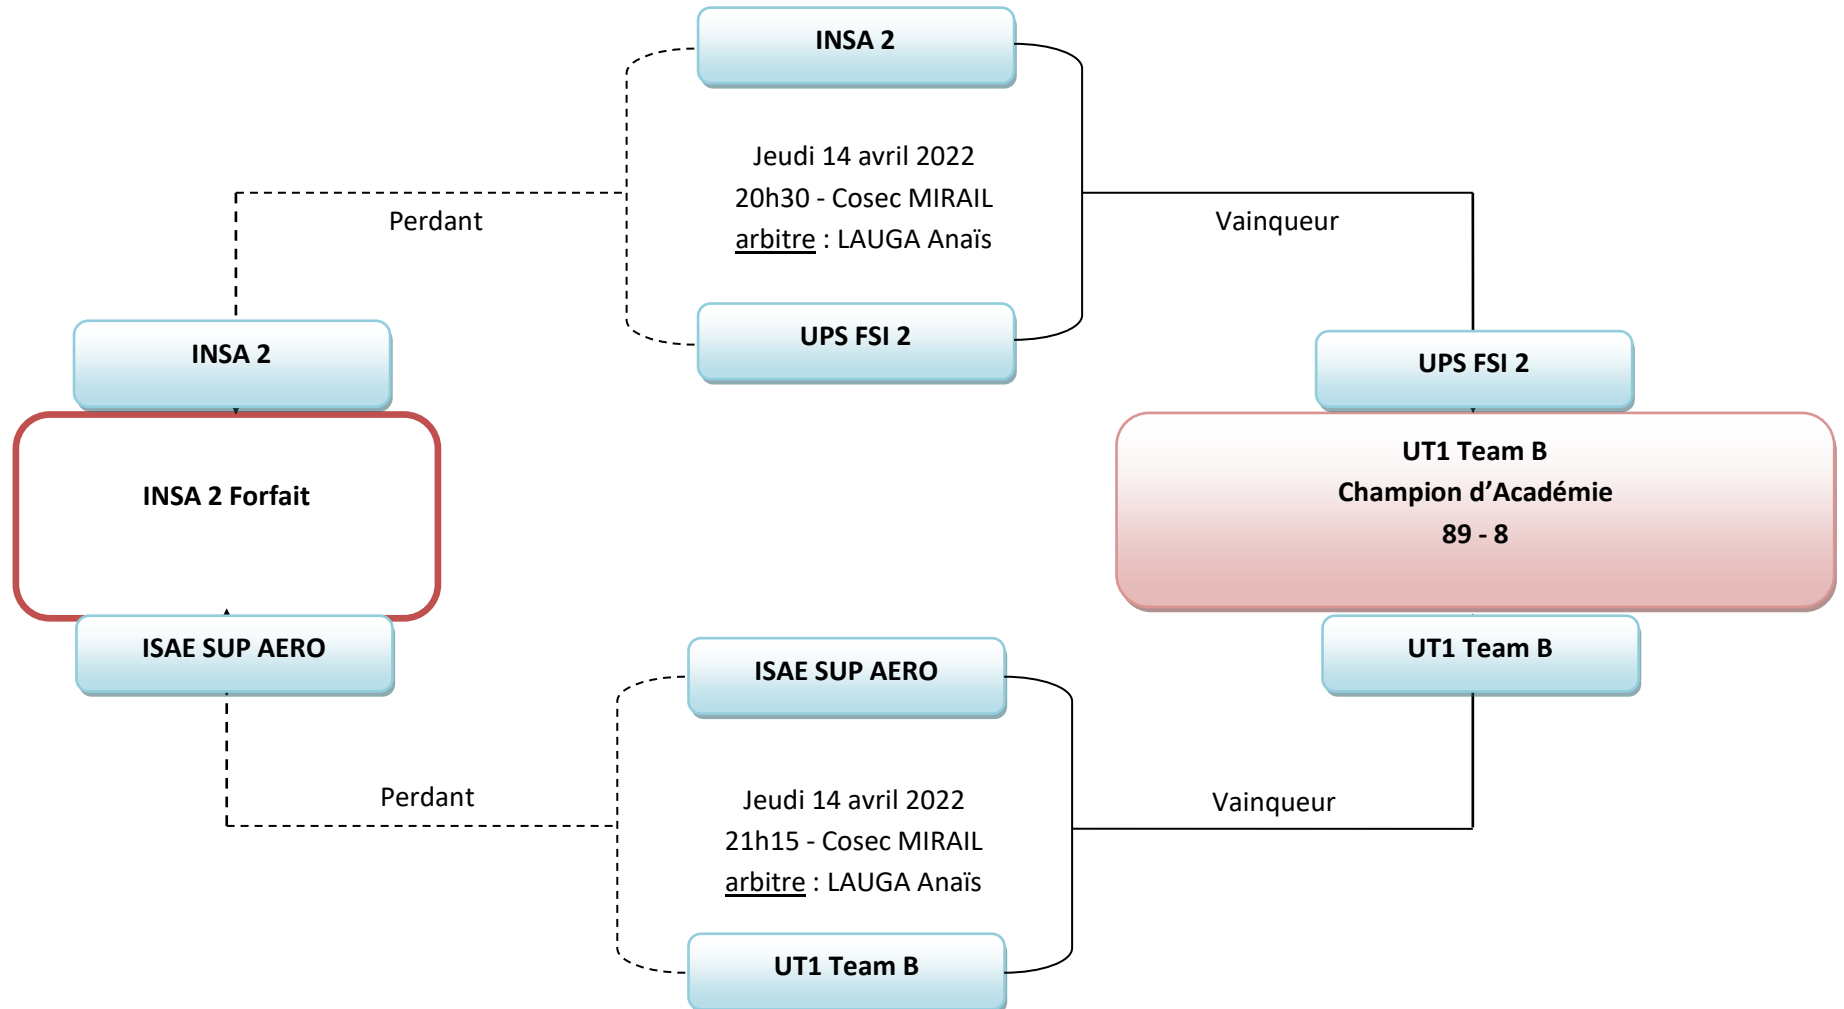 INSA 2
Jeudi 14 avril 2022
20h30 - Cosec MIRAIL
arbitre : LAUGA Anaïs
Perdant
Vainqueur
UPS FSI 2
INSA 2
UPS FSI 2
INSA 2 Forfait
UT1 Team B
Champion d’Académie
89 - 8
ISAE SUP AERO
UT1 Team B
ISAE SUP AERO
Perdant
Vainqueur
Jeudi 14 avril 2022
21h15 - Cosec MIRAIL
arbitre : LAUGA Anaïs
UT1 Team B